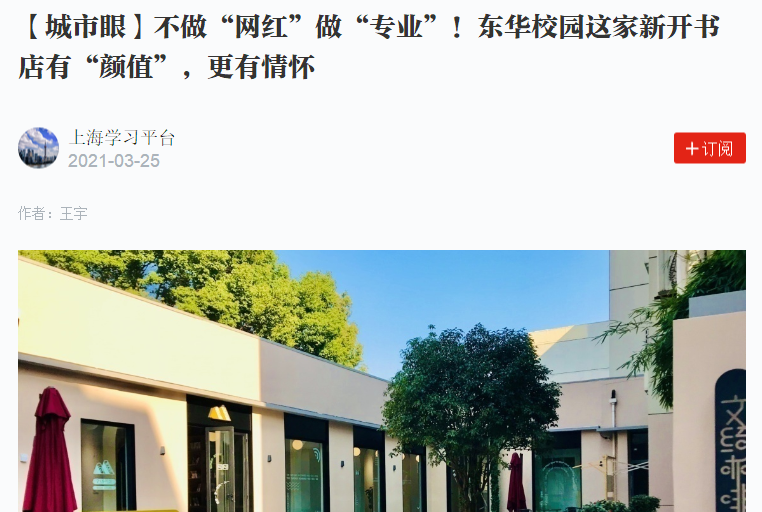 【城市眼】不做“网红”做“专业”！东华校园这家新开书
店有“颜值”，更有情怀
上海学习平台
2021-03-25
+订阅
作者：王宇